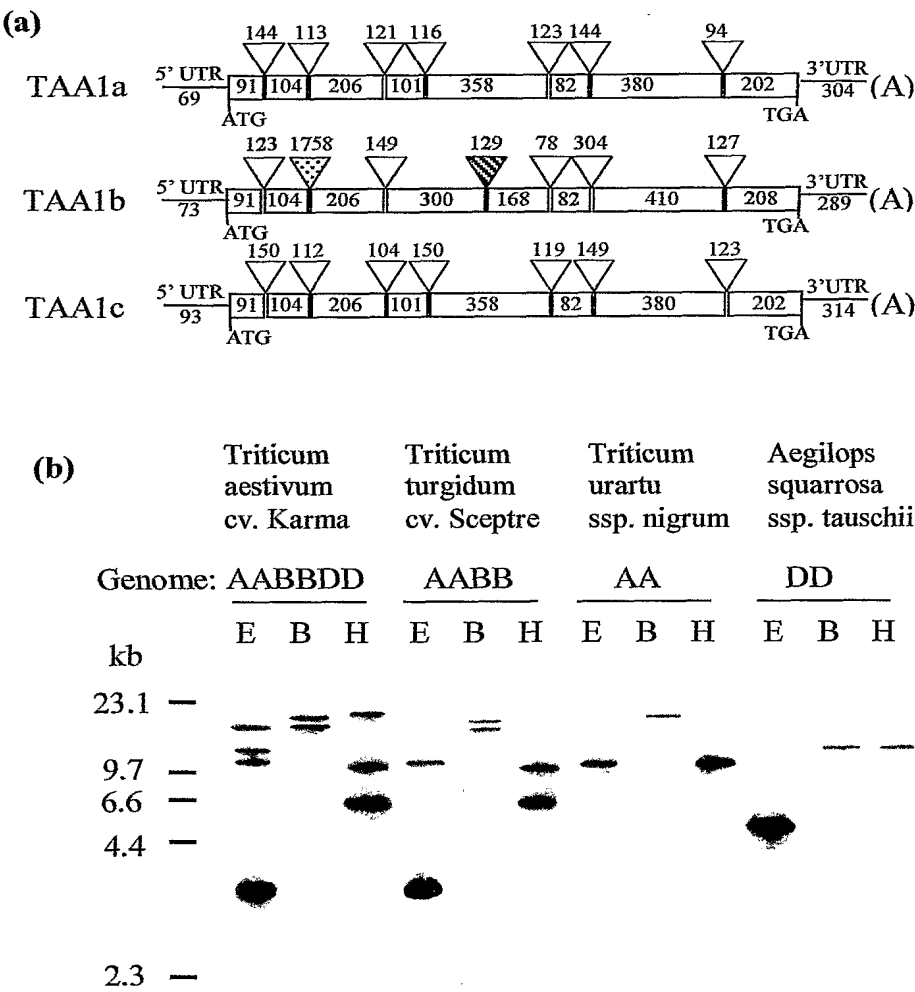 (a)
144 113 121 116 123 144 94
TAA1a 5' UTR 69 91 104 206 101 358 82 380 202 3'UTR 304 (A)
ATG TGA
123 1758 149 129 78 304 127
TAA1b 5' UTR 73 91 104 206 300 168 82 410 208 3'UTR 289 (A)
ATG TGA
150 112 104 150 119 149 123
TAA1c 5' UTR 93 91 104 206 101 358 82 380 202 3'UTR 314 (A)
ATG TGA
(b)
Triticum aestivum cv. Karma
Triticum turgidum cv. Sceptre
Triticum urartu ssp. nigrum
Aegilops squarrosa ssp. tauschii
Genome: AABBDD AABB AA DD
E B H E B H E B H E B H
kb
23.1
9.7
6.6
4.4
2.3